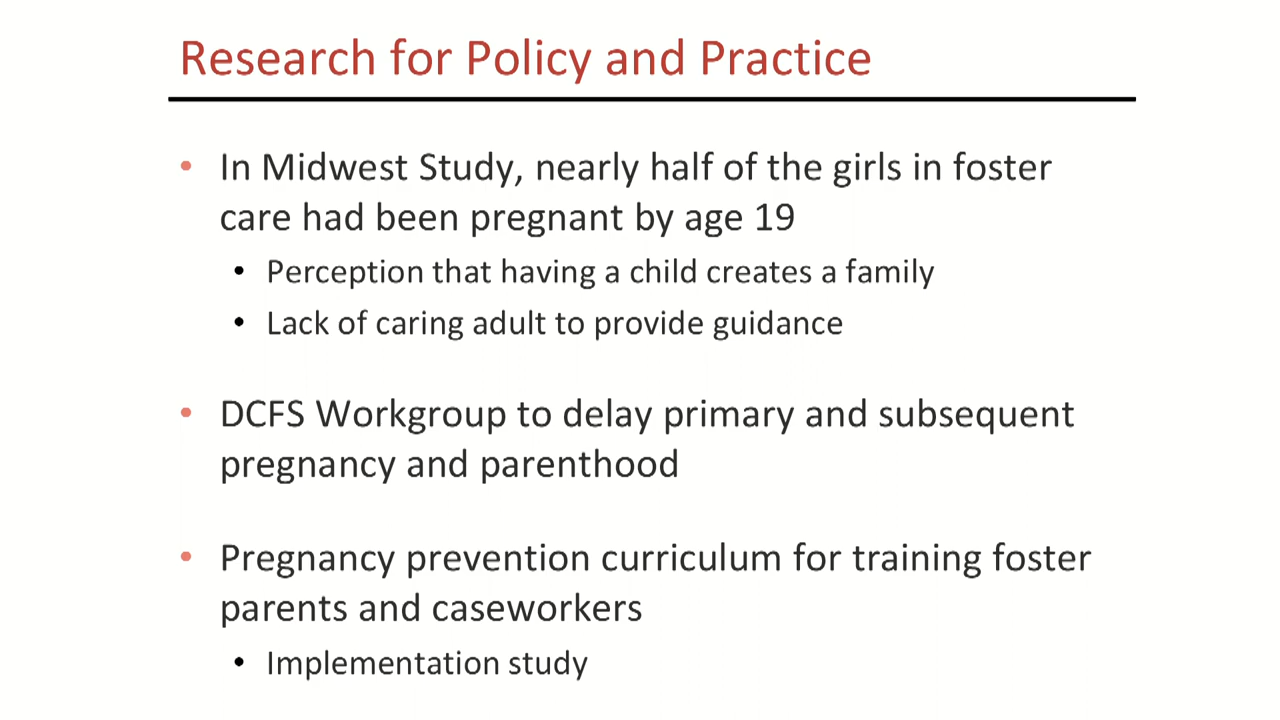 Research for Policy and Practice
• In Midwest Study, nearly half of the girls in foster
care had been pregnant by age 19
• Perception that having a child creates a family
• Lack of caring adult to provide guidance
• DCFS Workgroup to delay primary and subsequent
pregnancy and parenthood
• Pregnancy prevention curriculum for training foster
parents and caseworkers
• Implementation study